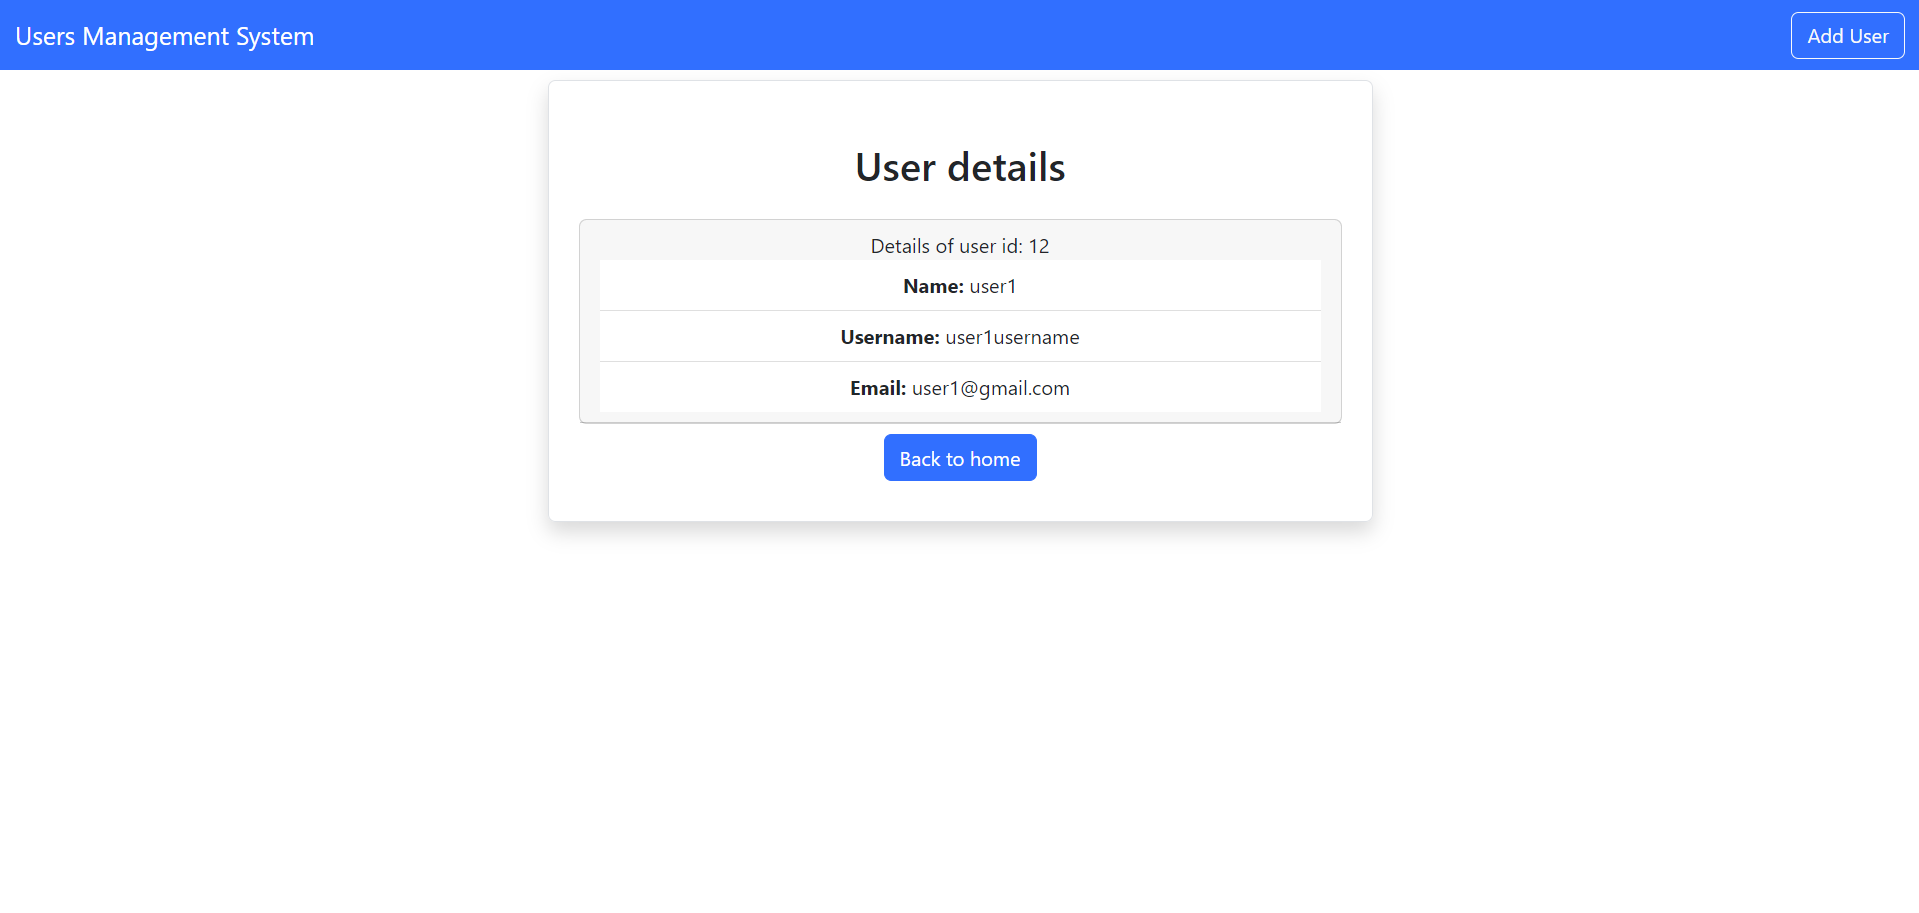 Users Management System
Add User
User details
Details of user id: 12
Name: user1
Username: user1username
Email: user1@gmail.com
Back to home